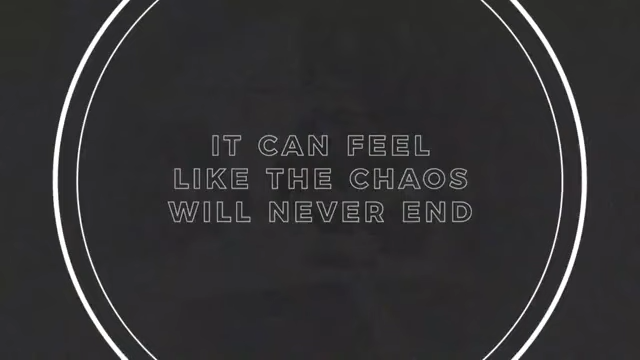 IT CAN FEEL
LIKE THE CHAOS
WILL NEVER END